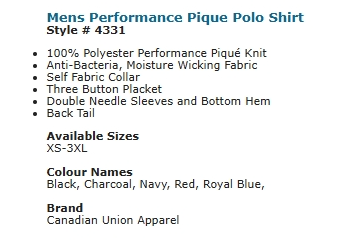 Mens Performance Pique Polo Shirt
Style # 4331
• 100% Polyester Performance Piqué Knit
• Anti-Bacteria, Moisture Wicking Fabric
• Self Fabric Collar
• Three Button Placket
• Double Needle Sleeves and Bottom Hem
• Back Tail
Available Sizes
XS-3XL
Colour Names
Black, Charcoal, Navy, Red, Royal Blue,
Brand
Canadian Union Apparel